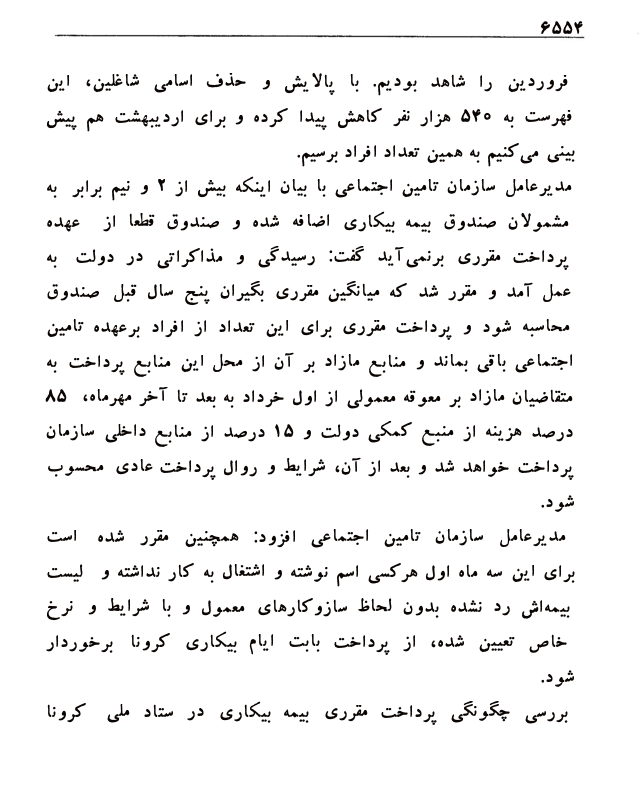 ۶۵۵۴
فروردین را شاهد بودیم. با پالایش و حذف اسامی شاغلین، این
فهرست به ۵۴۰ هزار نفر کاهش پیدا کرده و برای اردیبهشت هم پیش
بینی می‌کنیم به همین تعداد افراد برسیم.
مدیرعامل سازمان تامین اجتماعی با بیان اینکه بیش از ۲ و نیم برابر به
مشمولان صندوق بیمه بیکاری اضافه شده و صندوق قطعا از عهده
پرداخت مقرری برنمی‌آید گفت: رسیدگی و مذاکراتی در دولت به
عمل آمد و مقرر شد که میانگین مقرری بگیران پنج سال قبل صندوق
محاسبه شود و پرداخت مقرری برای این تعداد از افراد برعهده تامین
اجتماعی باقی بماند و منابع مازاد بر آن از محل این منابع پرداخت به
متقاضیان مازاد بر معوقه معمولی از اول خرداد به بعد تا آخر مهرماه، ۸۵
درصد هزینه از منبع کمکی دولت و ۱۵ درصد از منابع داخلی سازمان
پرداخت خواهد شد و بعد از آن، شرایط و روال پرداخت عادی محسوب
شود.
مدیرعامل سازمان تامین اجتماعی افزود: همچنین مقرر شده است
برای این سه ماه اول هرکسی اسم نوشته و اشتغال به کار نداشته و لیست
بیمه‌اش رد نشده بدون لحاظ سازوکارهای معمول و با شرایط و نرخ
خاص تعیین شده، از پرداخت بابت ایام بیکاری کرونا برخوردار
شود.
بررسی چگونگی پرداخت مقرری بیمه بیکاری در ستاد ملی کرونا